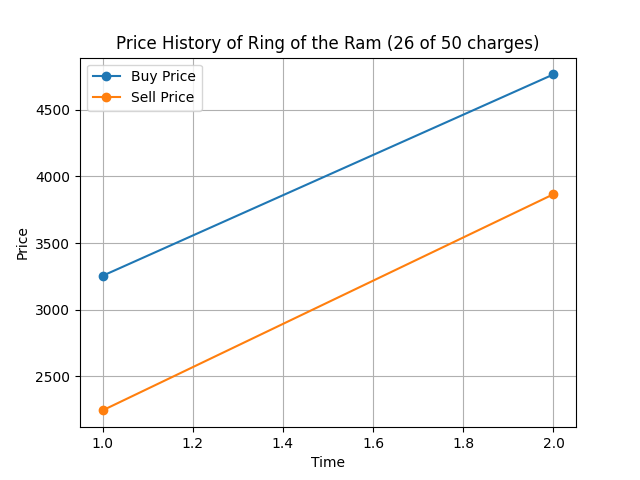 Price History of Ring of the Ram (26 of 50 charges)
Buy Price
Sell Price
4500
4000
3500
3000
2500
Price
1.0 1.2 1.4 1.6 1.8 2.0
Time